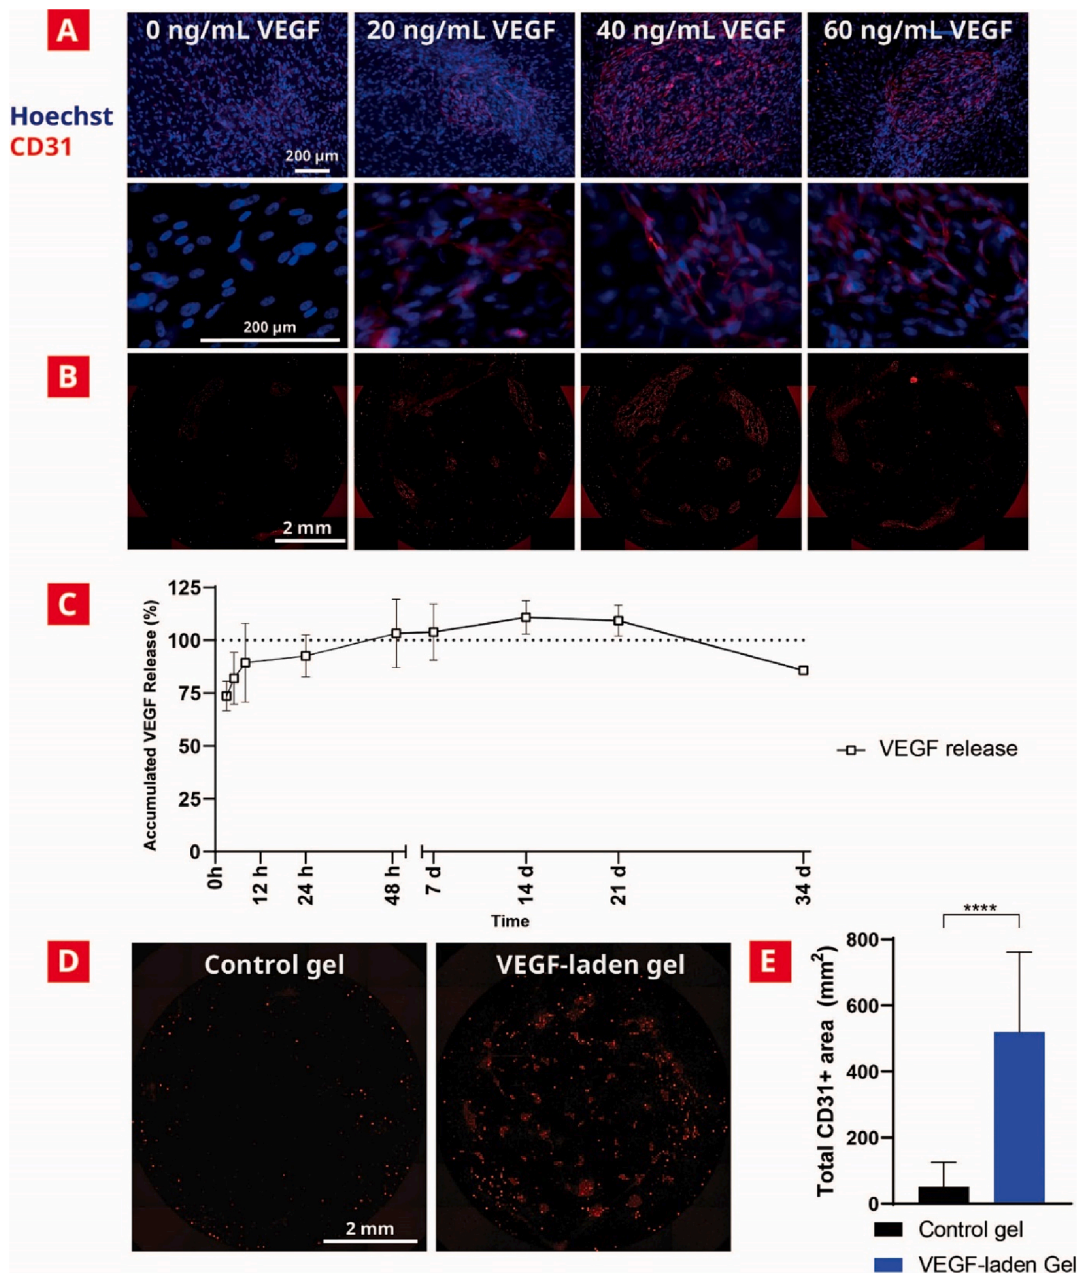 A
0 ng/mL VEGF
20 ng/mL VEGF
40 ng/mL VEGF
60 ng/mL VEGF
Hoechst
CD31
200 µm
200 µm
B
2 mm
C
125
100
75
50
25
0
Accumulated VEGF Release (%)
0h
12 h
24 h
48 h
7 d
14 d
21 d
34 d
Time
VEGF release
D
Control gel
VEGF-laden gel
2 mm
E
****
800
600
400
200
0
Total CD31+ area (mm²)
Control gel
VEGF-laden Gel